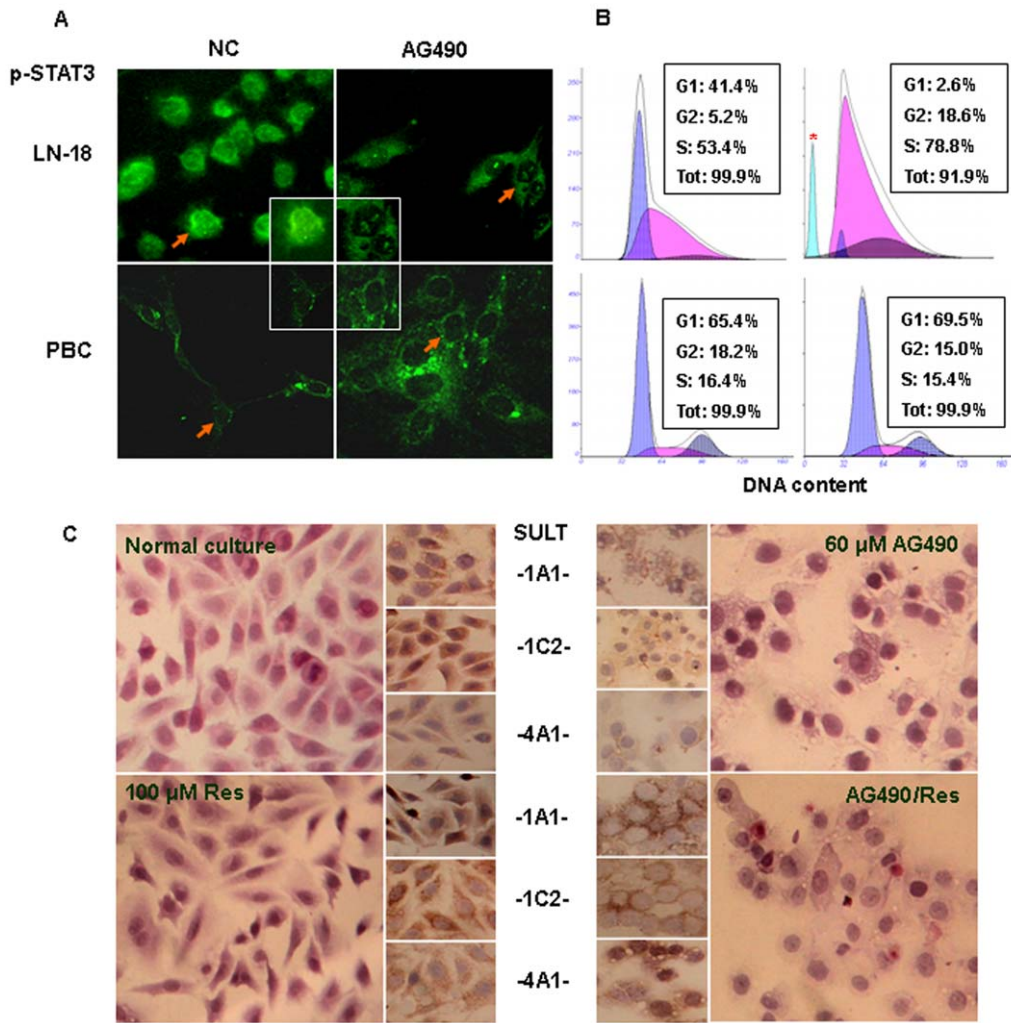 A
B
NC
AG490
p-STAT3
LN-18
PBC
G1: 41.4%
G2: 5.2%
S: 53.4%
Tot: 99.9%
*
G1: 2.6%
G2: 18.6%
S: 78.8%
Tot: 91.9%
G1: 65.4%
G2: 18.2%
S: 16.4%
Tot: 99.9%
G1: 69.5%
G2: 15.0%
S: 15.4%
Tot: 99.9%
DNA content
C
Normal culture
SULT
60 µM AG490
-1A1-
-1C2-
-4A1-
100 µM Res
AG490/Res
-1A1-
-1C2-
-4A1-